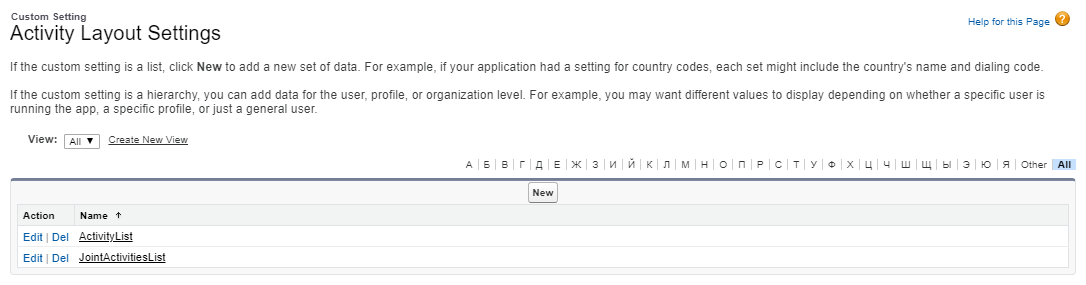 Custom Setting
Activity Layout Settings
Help for this Page ?
If the custom setting is a list, click New to add a new set of data. For example, if your application had a setting for country codes, each set might include the country's name and dialing code.
If the custom setting is a hierarchy, you can add data for the user, profile, or organization level. For example, you may want different values to display depending on whether a specific user is
running the app, a specific profile, or just a general user.
View: All ▼ Create New View
А | Б | В | Г | Д | Е | Ж | З | И | Й | К | Л | М | Н | О | П | Р | С | Т | У | Ф | Х | Ц | Ч | Ш | Щ | Ы | Э | Ю | Я | Other All
New
Action Name ↑
Edit | Del ActivityList
Edit | Del JointActivitiesList